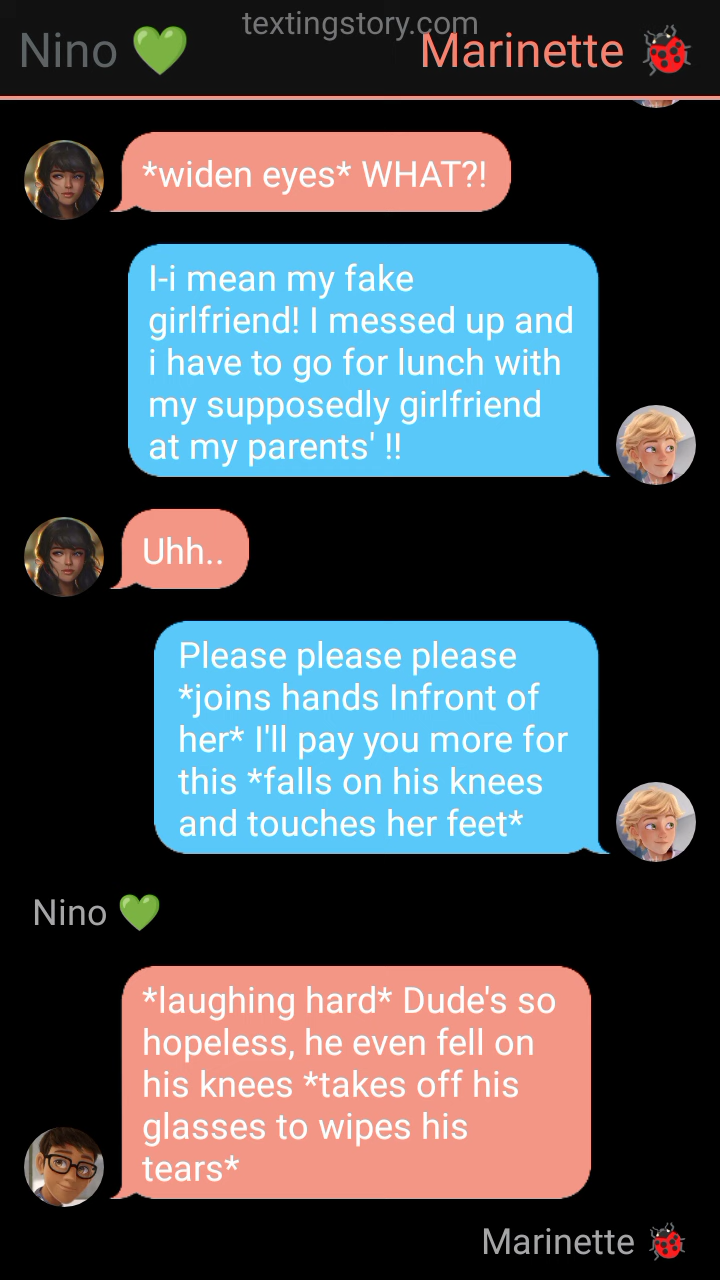 textingstory.com
Nino 💚
Marinette 🐞
*widen eyes* WHAT?!
I-i mean my fake
girlfriend! I messed up and
i have to go for lunch with
my supposedly girlfriend
at my parents' !!
Uhh..
Please please please
*joins hands Infront of
her* I'll pay you more for
this *falls on his knees
and touches her feet*
Nino 💚
*laughing hard* Dude's so
hopeless, he even fell on
his knees *takes off his
glasses to wipes his
tears*
Marinette 🐞